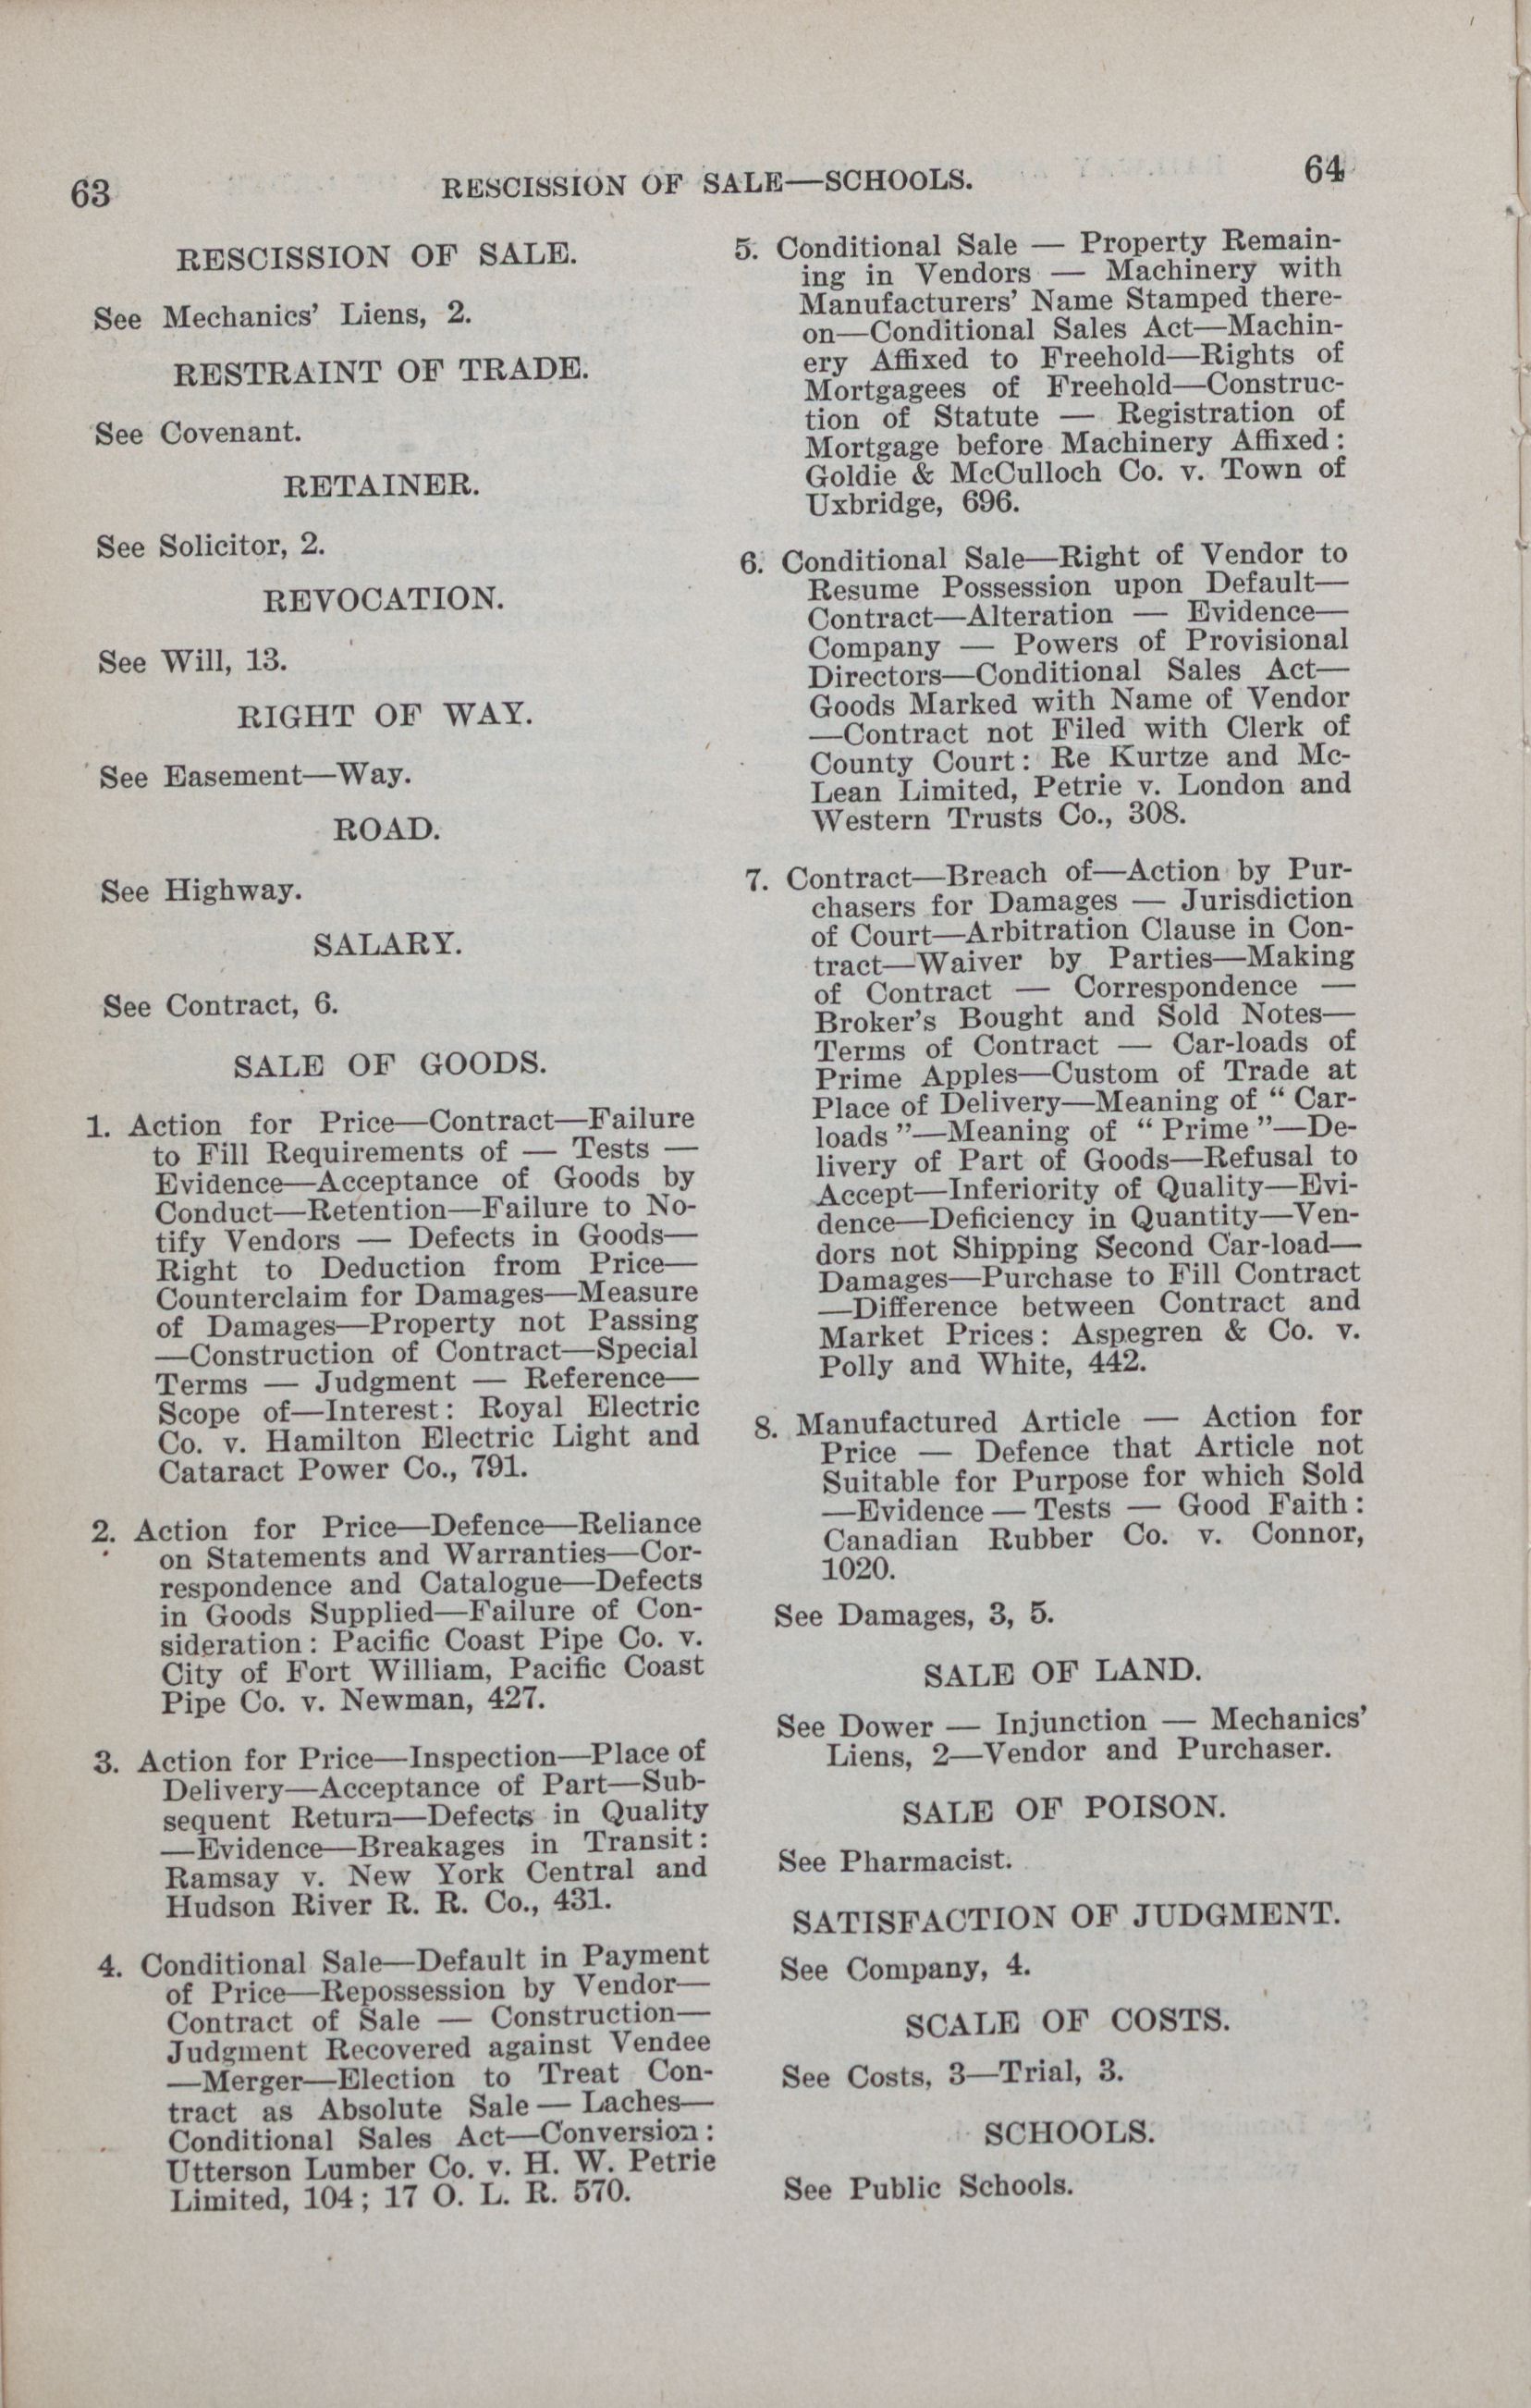 63
RESCISSION OF SALE—SCHOOLS.
64
RESCISSION OF SALE.
See Mechanics' Liens, 2.
RESTRAINT OF TRADE.
See Covenant.
RETAINER.
See Solicitor, 2.
REVOCATION.
See Will, 13.
RIGHT OF WAY.
See Easement—Way.
ROAD.
See Highway.
SALARY.
See Contract, 6.
SALE OF GOODS.
1. Action for Price—Contract—Failure
to Fill Requirements of — Tests —
Evidence—Acceptance of Goods by
Conduct—Retention—Failure to No-
tify Vendors — Defects in Goods—
Right to Deduction from Price—
Counterclaim for Damages—Measure
of Damages—Property not Passing
—Construction of Contract—Special
Terms — Judgment — Reference—
Scope of—Interest: Royal Electric
Co. v. Hamilton Electric Light and
Cataract Power Co., 791.
2. Action for Price—Defence—Reliance
on Statements and Warranties—Cor-
respondence and Catalogue—Defects
in Goods Supplied—Failure of Con-
sideration: Pacific Coast Pipe Co. v.
City of Fort William, Pacific Coast
Pipe Co. v. Newman, 427.
3. Action for Price—Inspection—Place of
Delivery—Acceptance of Part—Sub-
sequent Return—Defects in Quality
—Evidence—Breakages in Transit:
Ramsay v. New York Central and
Hudson River R. R. Co., 431.
4. Conditional Sale—Default in Payment
of Price—Repossession by Vendor—
Contract of Sale — Construction—
Judgment Recovered against Vendee
—Merger—Election to Treat Con-
tract as Absolute Sale — Laches—
Conditional Sales Act—Conversion:
Utterson Lumber Co. v. H. W. Petrie
Limited, 104; 17 O. L. R. 570.
5. Conditional Sale — Property Remain-
ing in Vendors — Machinery with
Manufacturers' Name Stamped there-
on—Conditional Sales Act—Machin-
ery Affixed to Freehold—Rights of
Mortgagees of Freehold—Construc-
tion of Statute — Registration of
Mortgage before Machinery Affixed:
Goldie & McCulloch Co. v. Town of
Uxbridge, 696.
6. Conditional Sale—Right of Vendor to
Resume Possession upon Default—
Contract—Alteration — Evidence—
Company — Powers of Provisional
Directors—Conditional Sales Act—
Goods Marked with Name of Vendor
—Contract not Filed with Clerk of
County Court: Re Kurtze and Mc-
Lean Limited, Petrie v. London and
Western Trusts Co., 308.
7. Contract—Breach of—Action by Pur-
chasers for Damages — Jurisdiction
of Court—Arbitration Clause in Con-
tract—Waiver by Parties—Making
of Contract — Correspondence —
Broker's Bought and Sold Notes—
Terms of Contract — Car-loads of
Prime Apples—Custom of Trade at
Place of Delivery—Meaning of " Car-
loads "—Meaning of " Prime "—De-
livery of Part of Goods—Refusal to
Accept—Inferiority of Quality—Evi-
dence—Deficiency in Quantity—Ven-
dors not Shipping Second Car-load—
Damages—Purchase to Fill Contract
—Difference between Contract and
Market Prices: Aspegren & Co. v.
Polly and White, 442.
8. Manufactured Article — Action for
Price — Defence that Article not
Suitable for Purpose for which Sold
—Evidence — Tests — Good Faith:
Canadian Rubber Co. v. Connor,
1020.
See Damages, 3, 5.
SALE OF LAND.
See Dower — Injunction — Mechanics'
Liens, 2—Vendor and Purchaser.
SALE OF POISON.
See Pharmacist.
SATISFACTION OF JUDGMENT.
See Company, 4.
SCALE OF COSTS.
See Costs, 3—Trial, 3.
SCHOOLS.
See Public Schools.